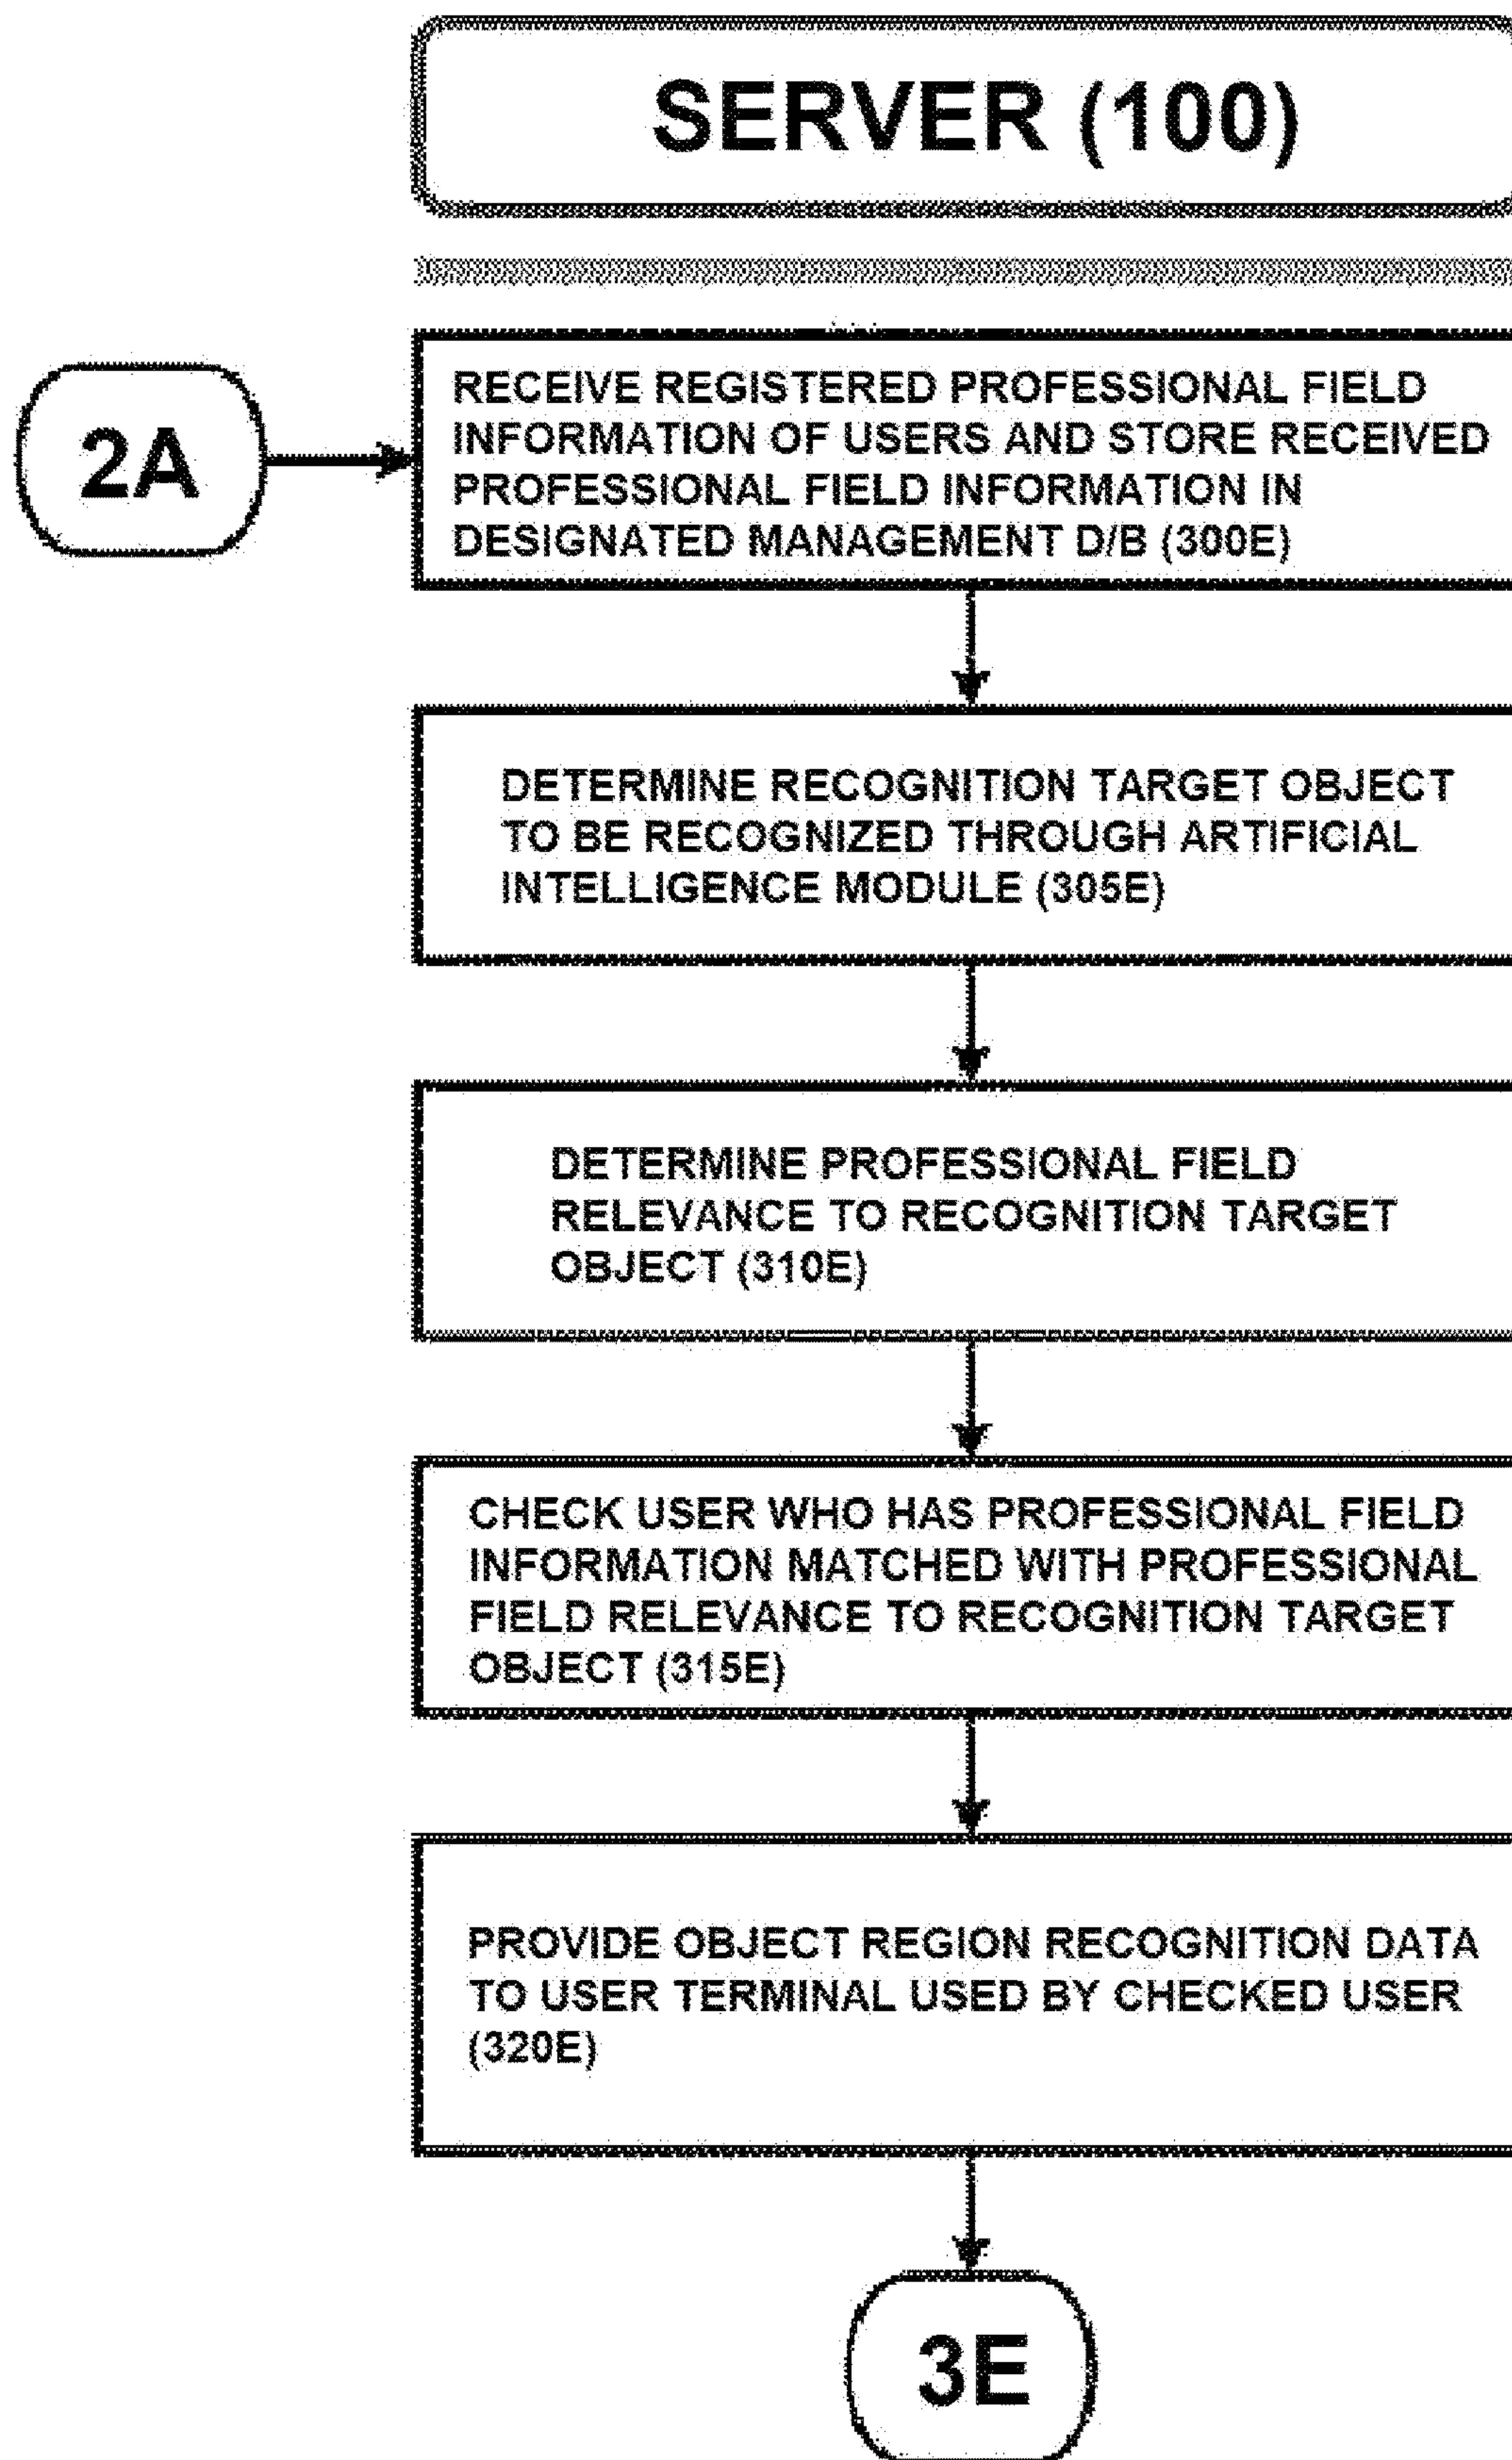 SERVER (100)
2A
RECEIVE REGISTERED PROFESSIONAL FIELD
INFORMATION OF USERS AND STORE RECEIVED
PROFESSIONAL FIELD INFORMATION IN
DESIGNATED MANAGEMENT D/B (300E)
DETERMINE RECOGNITION TARGET OBJECT
TO BE RECOGNIZED THROUGH ARTIFICIAL
INTELLIGENCE MODULE (305E)
DETERMINE PROFESSIONAL FIELD
RELEVANCE TO RECOGNITION TARGET
OBJECT (310E)
CHECK USER WHO HAS PROFESSIONAL FIELD
INFORMATION MATCHED WITH PROFESSIONAL
FIELD RELEVANCE TO RECOGNITION TARGET
OBJECT (315E)
PROVIDE OBJECT REGION RECOGNITION DATA
TO USER TERMINAL USED BY CHECKED USER
(320E)
3E